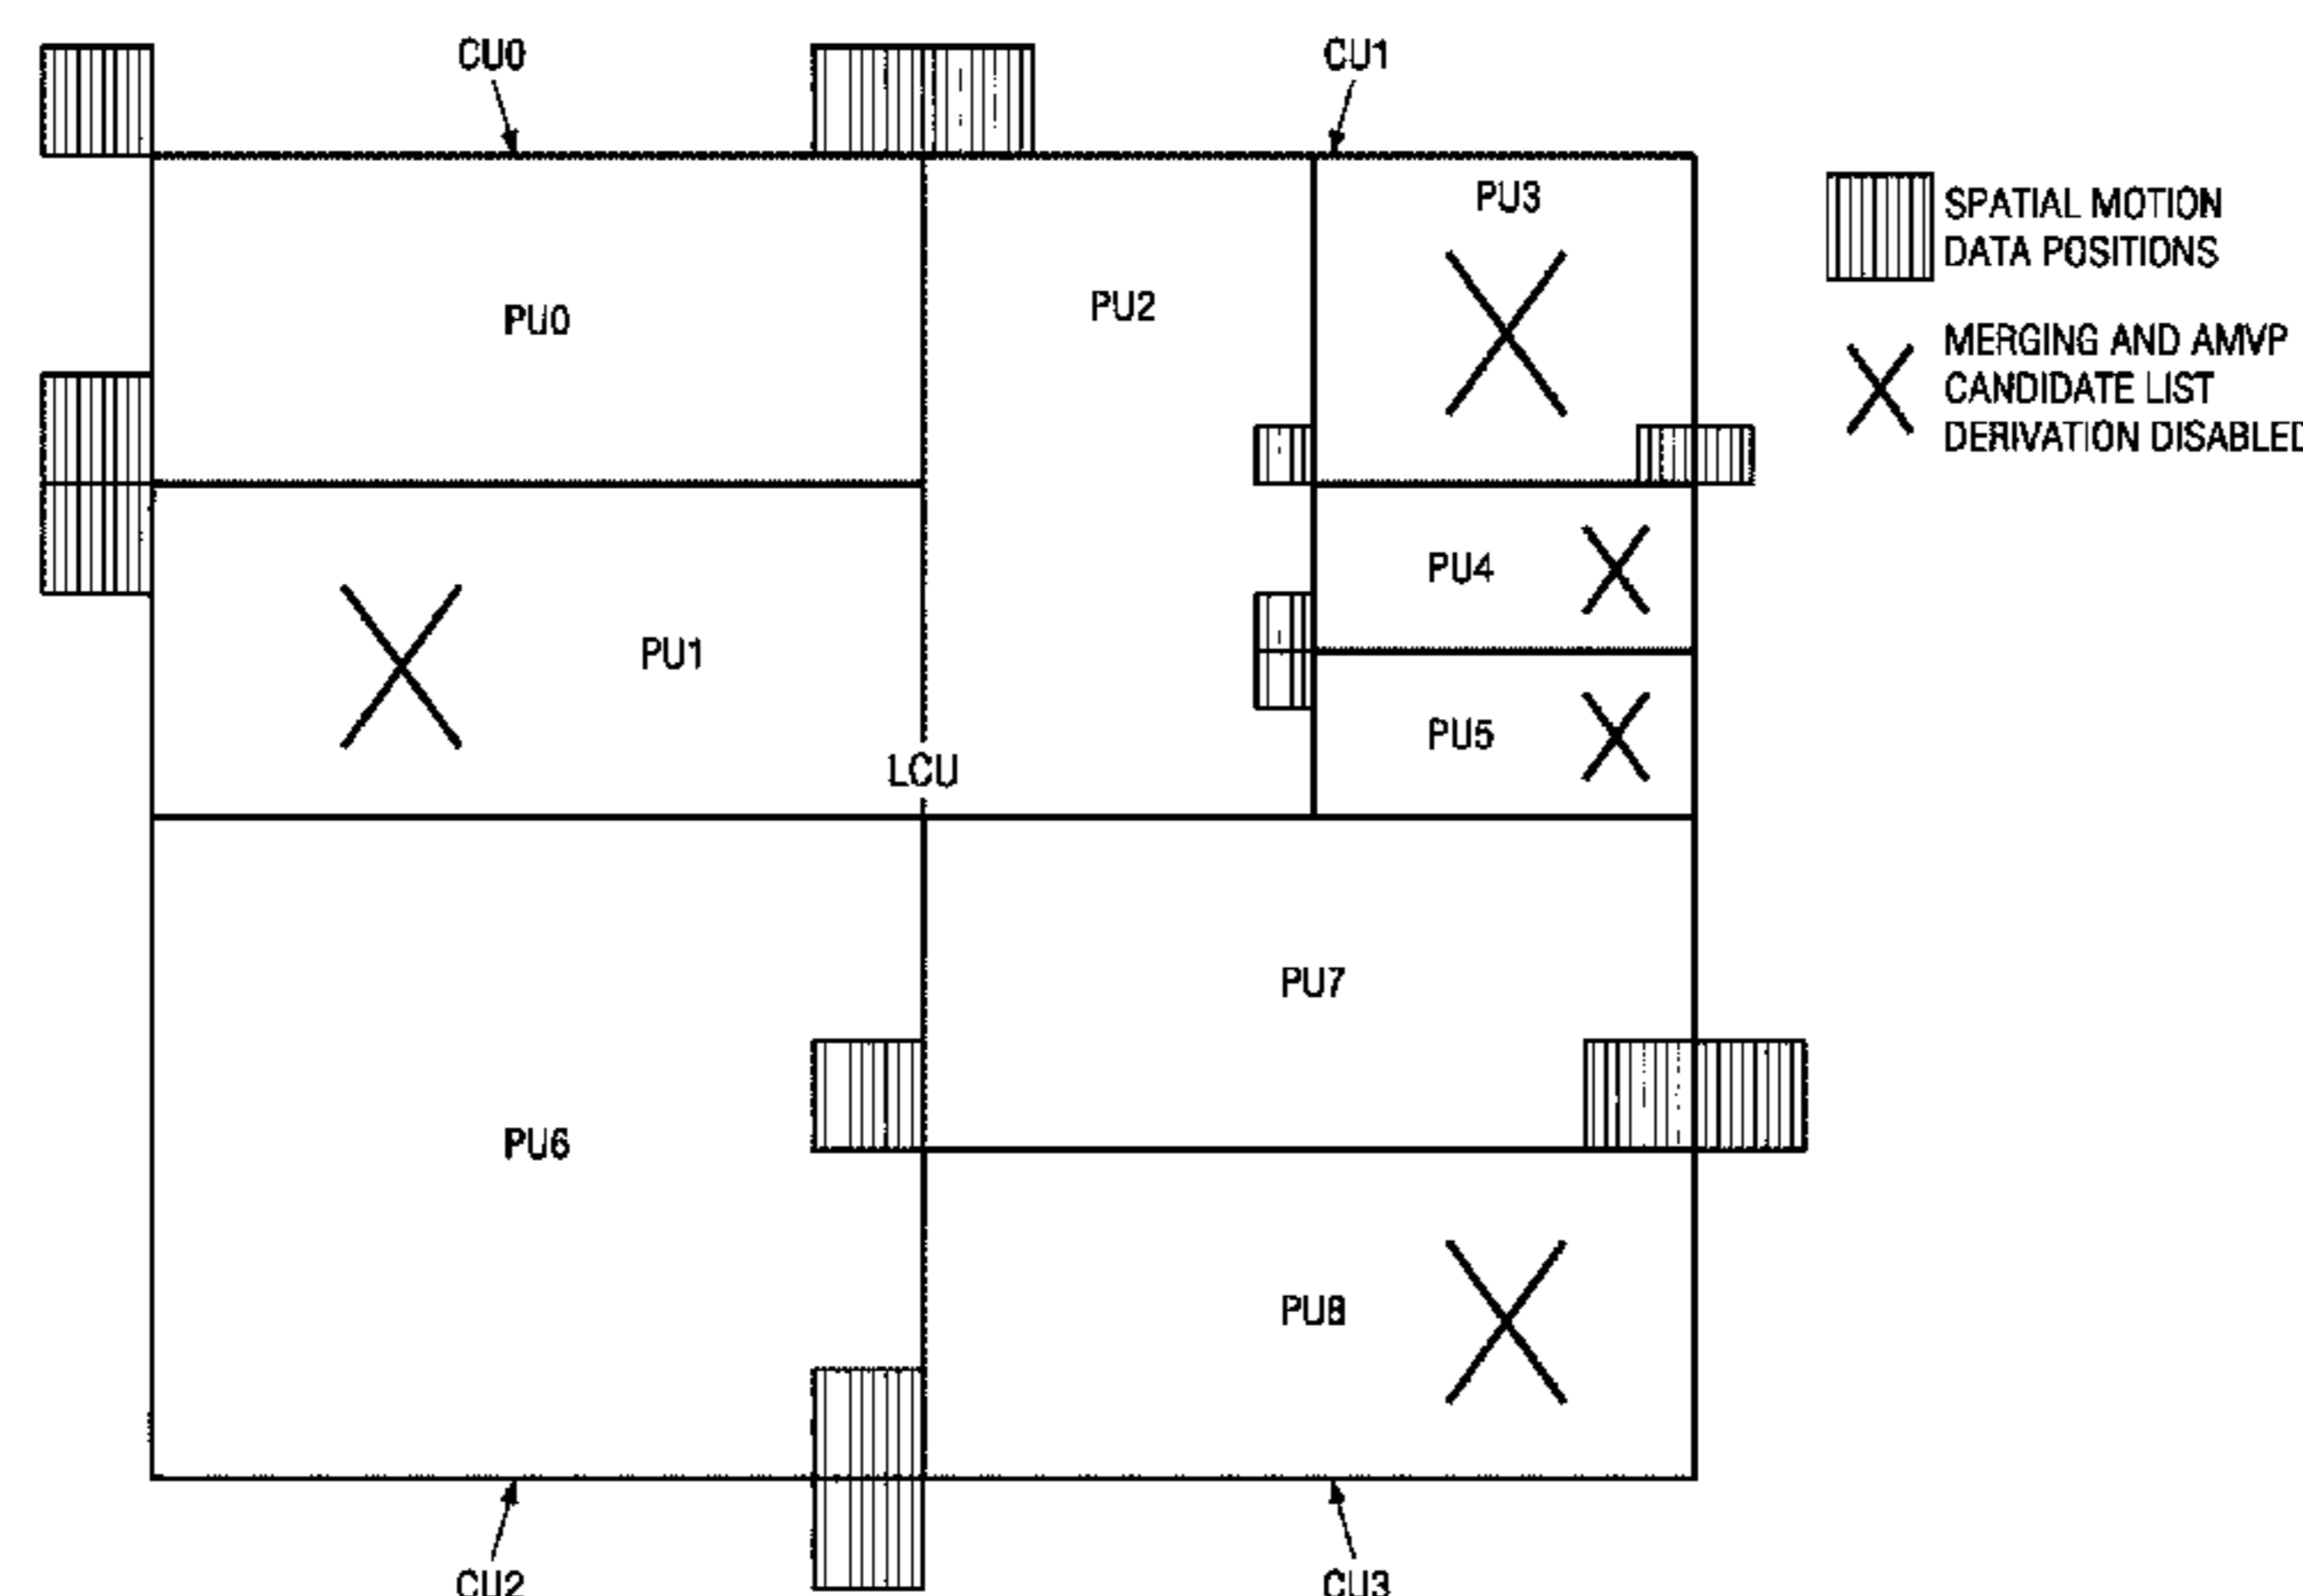 CU0
CU1
PU3
SPATIAL MOTION
DATA POSITIONS
PU0
PU2
MERGING AND AMVP
CANDIDATE LIST
DERIVATION DISABLED
PU4
PU1
PU5
LCU
PU7
PU6
PU8
CU2
CU3